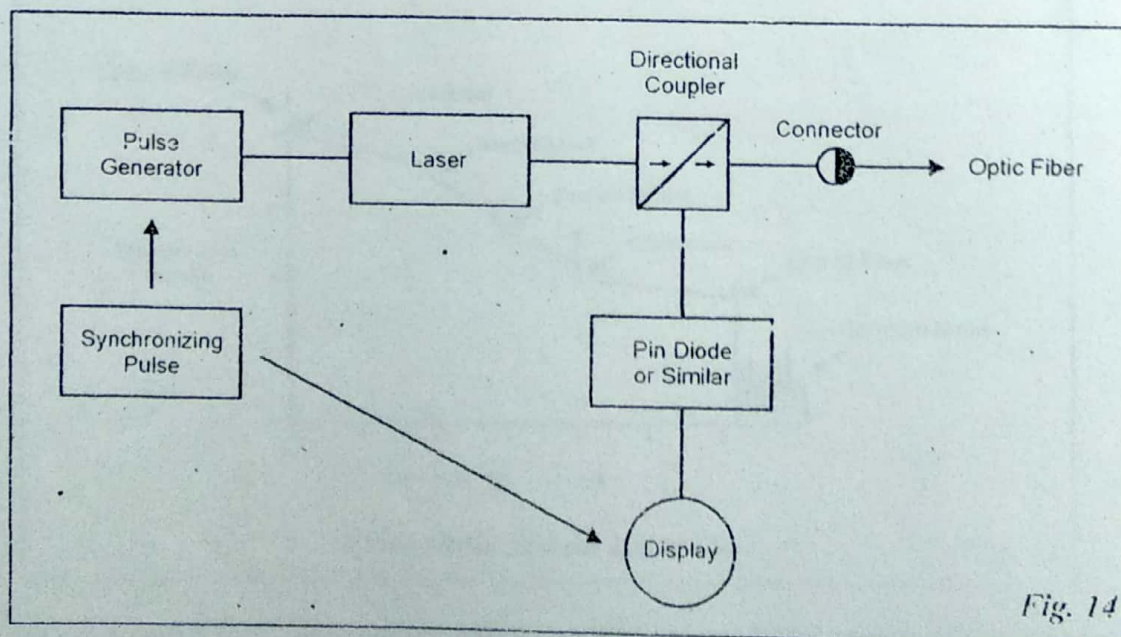 Directional
Coupler
Connector
Pulse
Generator
Laser
Optic Fiber
Synchronizing
Pulse
Pin Diode
or Similar
Display
Fig. 14